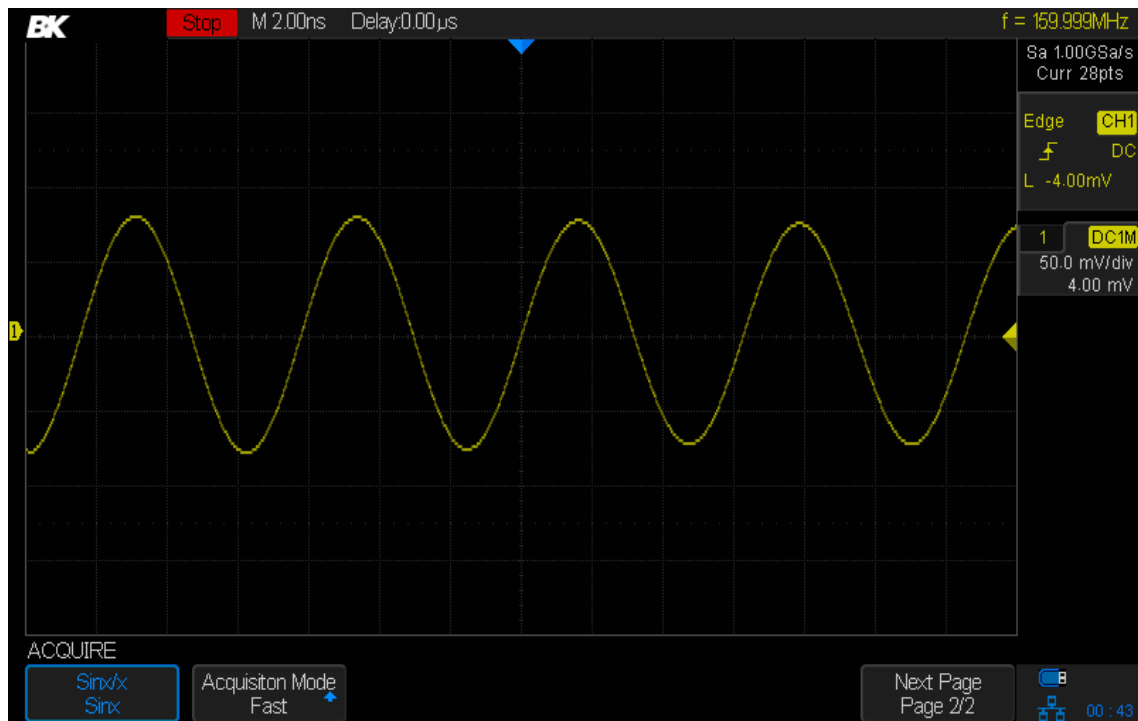 BK Stop M 2.00ns Delay:0.00µs f = 159.999MHz
Sa 1.00GSa/s
Curr 28pts
Edge CH1
DC
L -4.00mV
1 DC1M
50.0 mV/div
4.00 mV
1
ACQUIRE
Sinx/x
Sinx
Acquisiton Mode
Fast
Next Page
Page 2/2
00 : 43